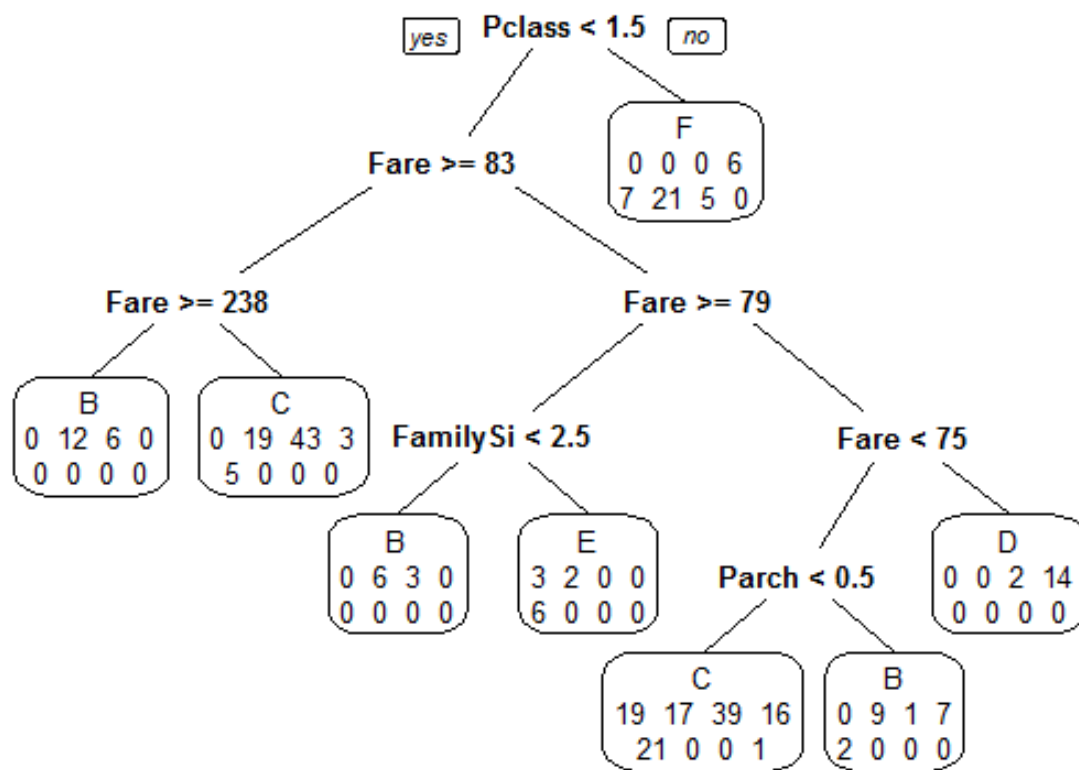 yes Pclass < 1.5 no
F
0 0 0 6
7 21 5 0
Fare >= 83
Fare >= 238
Fare >= 79
B
0 12 6 0
0 0 0 0
C
0 19 43 3
5 0 0 0
FamilySi < 2.5
Fare < 75
B
0 6 3 0
0 0 0 0
E
3 2 0 0
6 0 0 0
Parch < 0.5
D
0 0 2 14
0 0 0 0
C
19 17 39 16
21 0 0 1
B
0 9 1 7
2 0 0 0